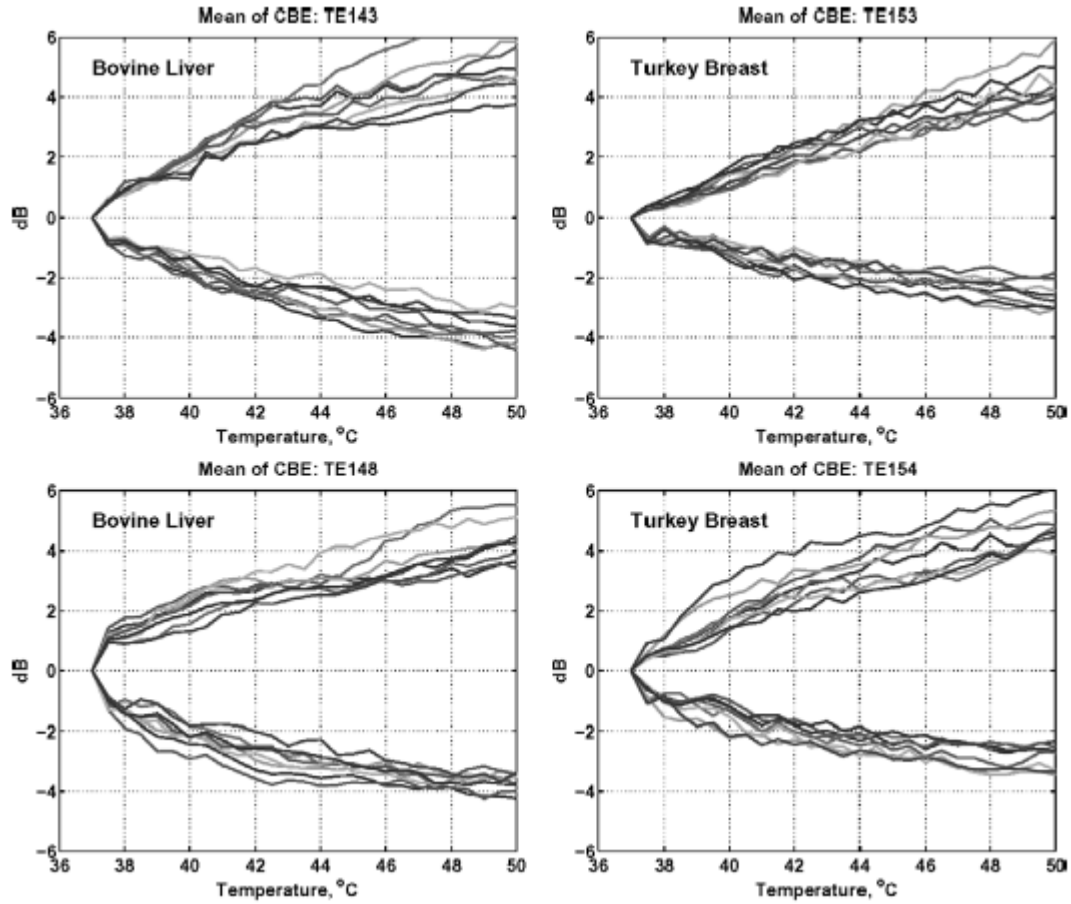 Mean of CBE: TE143
Bovine Liver
dB
6
4
2
0
−2
−4
−6
36 38 40 42 44 46 48 50
Temperature, °C
Mean of CBE: TE153
Turkey Breast
dB
6
4
2
0
−2
−4
−6
36 38 40 42 44 46 48 50
Temperature, °C
Mean of CBE: TE148
Bovine Liver
dB
6
4
2
0
−2
−4
−6
36 38 40 42 44 46 48 50
Temperature, °C
Mean of CBE: TE154
Turkey Breast
dB
6
4
2
0
−2
−4
−6
36 38 40 42 44 46 48 50
Temperature, °C